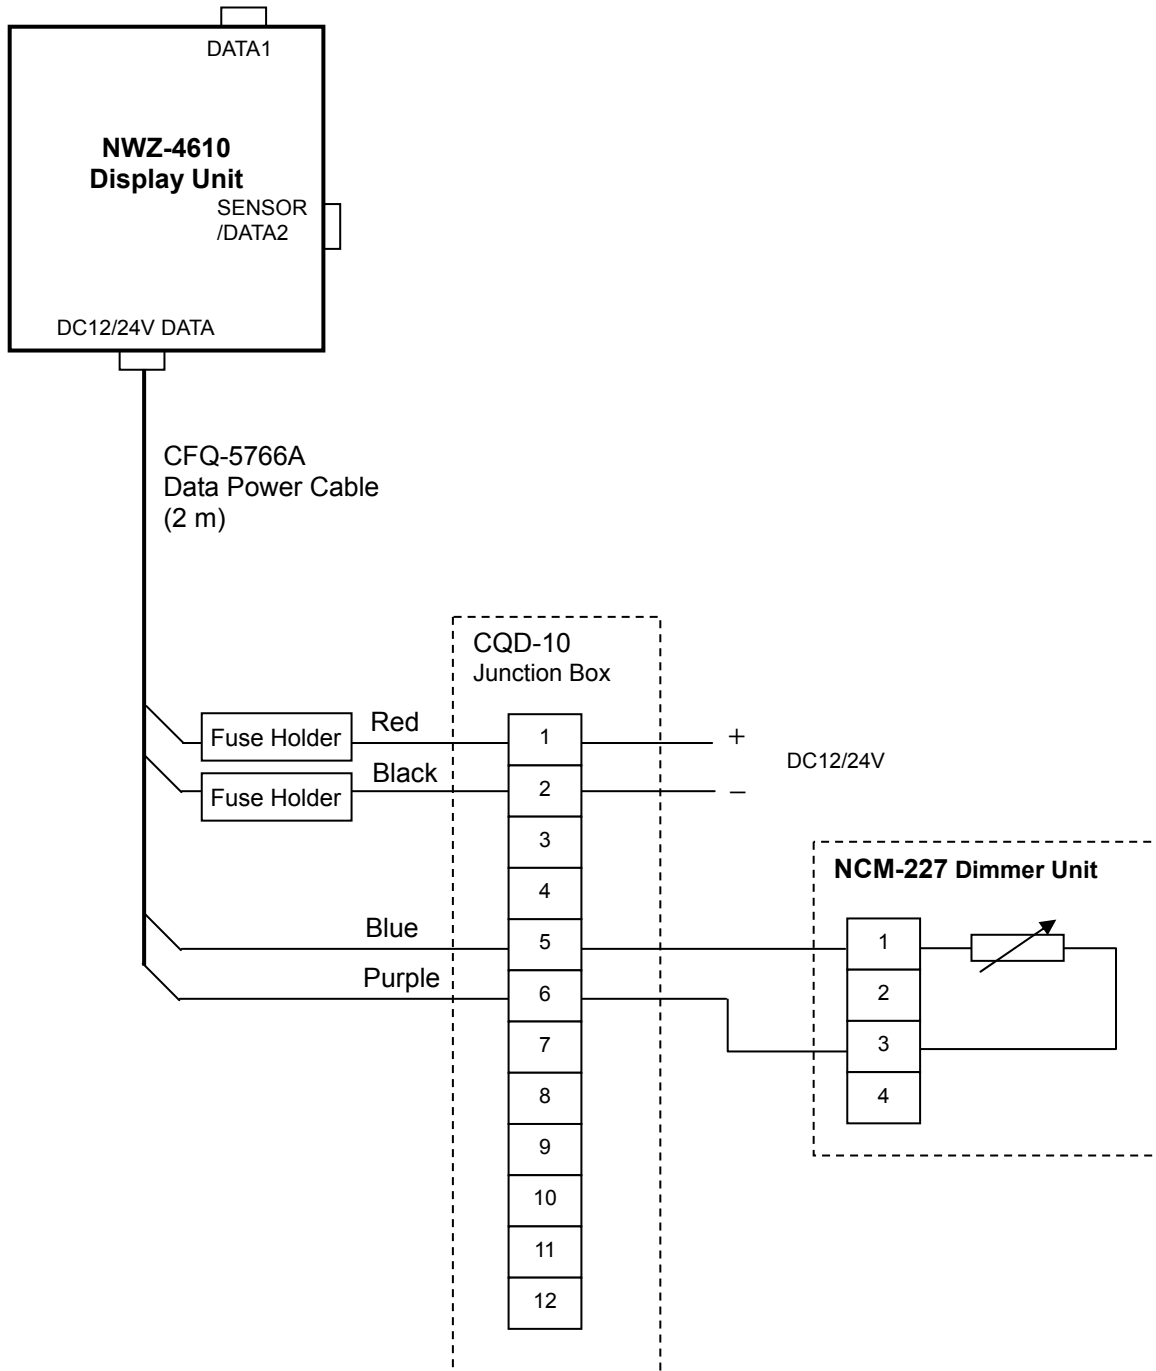 DATA1
NWZ-4610
Display Unit
SENSOR
/DATA2
DC12/24V DATA
CFQ-5766A
Data Power Cable
(2 m)
CQD-10
Junction Box
Fuse Holder
Red
1
+
DC12/24V
Fuse Holder
Black
2
−
3
4
NCM-227 Dimmer Unit
Blue
5
1
Purple
6
2
7
3
8
4
9
10
11
12